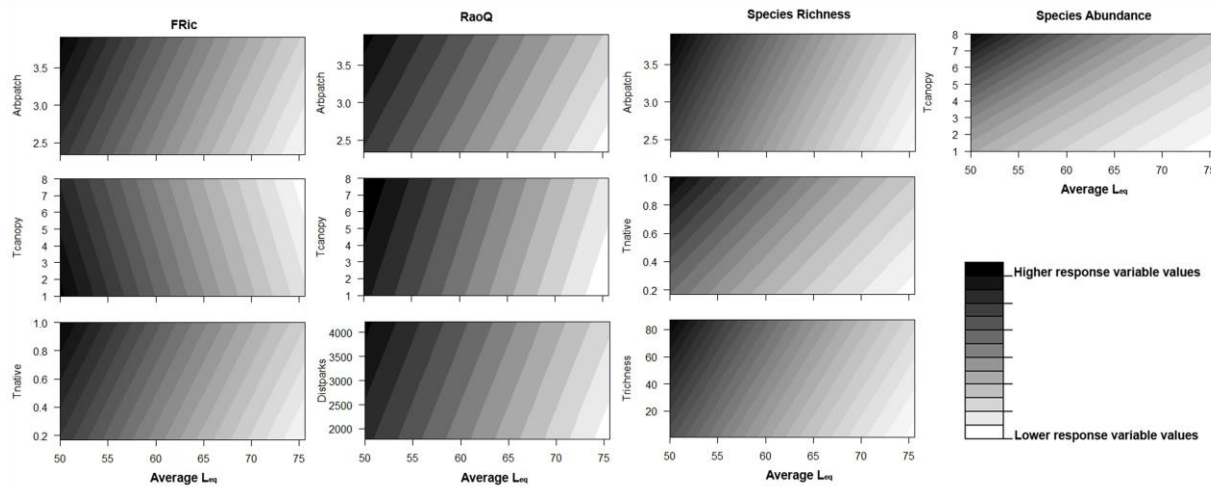 FRic
RaoQ
Species Richness
Species Abundance
Arbpatch
3.5
3.0
2.5
Arbpatch
3.5
3.0
2.5
Arbpatch
3.5
3.0
2.5
Tcanopy
8
7
6
5
4
3
2
1
50 55 60 65 70 75
Average Leq
Tcanopy
8
7
6
5
4
3
2
1
Tcanopy
8
7
6
5
4
3
2
1
Tnative
1.0
0.8
0.6
0.4
0.2
Higher response variable values
Lower response variable values
Tnative
1.0
0.8
0.6
0.4
0.2
50 55 60 65 70 75
Average Leq
Distparks
4000
3500
3000
2500
2000
50 55 60 65 70 75
Average Leq
Trichness
80
60
40
20
50 55 60 65 70 75
Average Leq